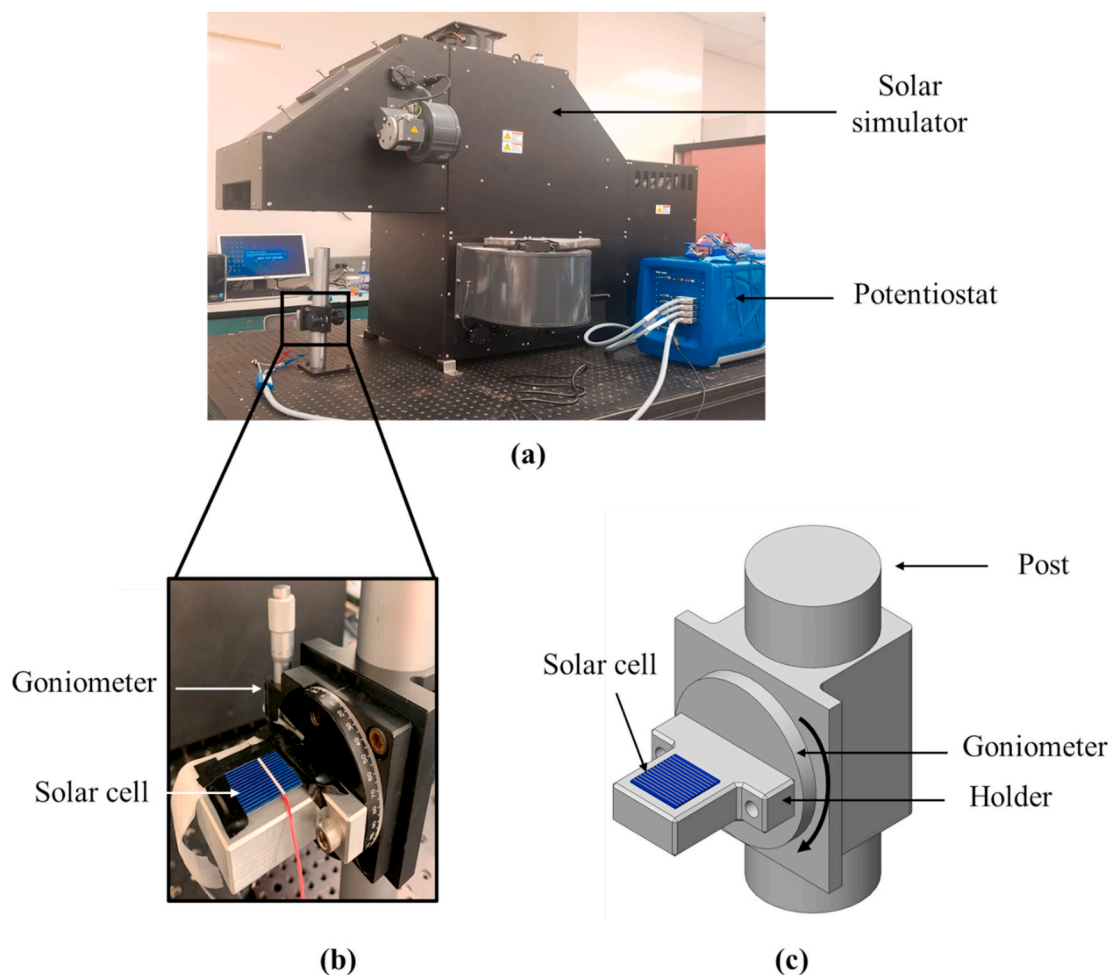 Solar
simulator
Potentiostat
(a)
Goniometer
Solar cell
(b)
Post
Solar cell
Goniometer
Holder
(c)